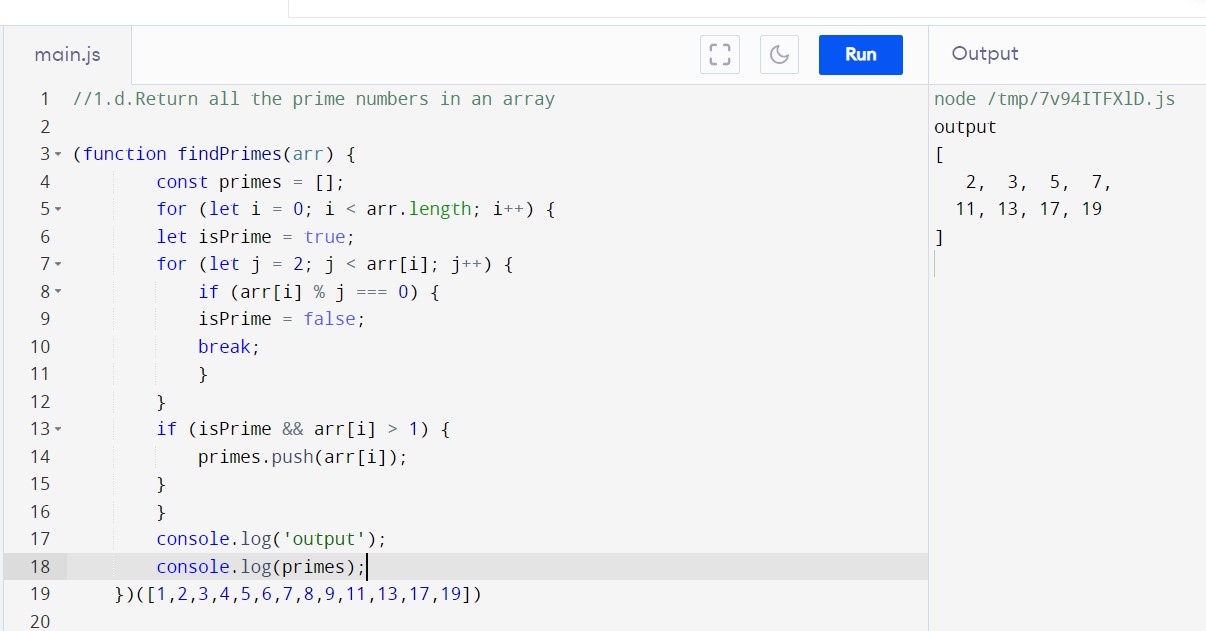 main.js
Run
Output
1 //1.d.Return all the prime numbers in an array
2
3 (function findPrimes(arr) {
4 const primes = [];
5 for (let i = 0; i < arr.length; i++) {
6 let isPrime = true;
7 for (let j = 2; j < arr[i]; j++) {
8 if (arr[i] % j === 0) {
9 isPrime = false;
10 break;
11 }
12 }
13 if (isPrime && arr[i] > 1) {
14 primes.push(arr[i]);
15 }
16 }
17 console.log('output');
18 console.log(primes);
19 })([1,2,3,4,5,6,7,8,9,11,13,17,19])
20
node /tmp/7v94ITFXlD.js
output
[
2, 3, 5, 7,
11, 13, 17, 19
]